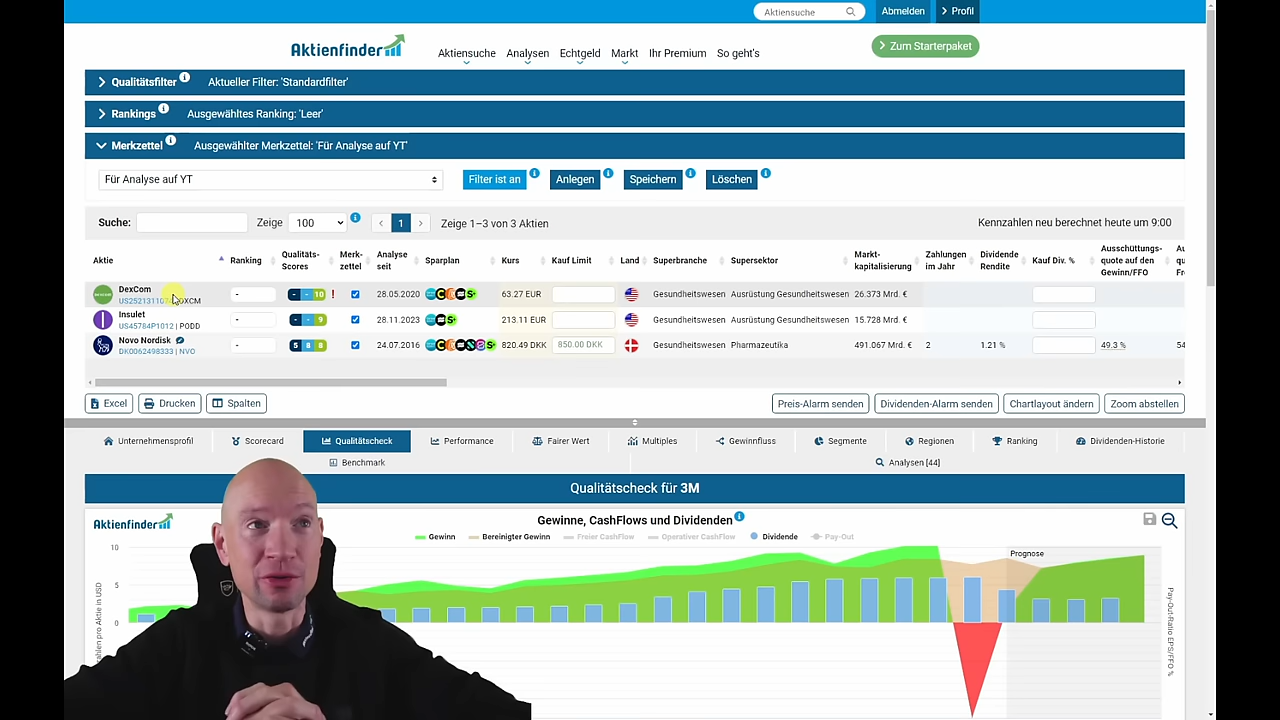 Aktiensuche
Abmelden
Profil
Aktienfinder
Aktiensuche Analysen Echtgeld Markt Ihr Premium So geht's
Zum Starterpaket
Qualitätsfilter Aktueller Filter: 'Standardfilter'
Rankings Ausgewähltes Ranking: 'Leer'
Merkzettel Ausgewählter Merkzettel: 'Für Analyse auf YT'
Für Analyse auf YT Filter ist an Anlegen Speichern Löschen
Suche: Zeige 100 1 Zeige 1–3 von 3 Aktien Kennzahlen neu berechnet heute um 9:00
Aktie Ranking Qualitäts-Scores Merk-zettel Analyse seit Sparplan Kurs Kauf Limit Land Superbranche Supersektor Markt-kapitalisierung Zahlungen im Jahr Dividende Rendite Kauf Div. % Ausschüttungs-quote auf den Gewinn/FFO
DexCom - - - 10 ! 28.05.2020 63.27 EUR Gesundheitswesen Ausrüstung Gesundheitswesen 26.373 Mrd. €
Insulet - - - 9 28.11.2023 213.11 EUR Gesundheitswesen Ausrüstung Gesundheitswesen 15.728 Mrd. €
US45784P1012 | PODD
Novo Nordisk - 5 8 8 24.07.2016 820.49 DKK 850.00 DKK Gesundheitswesen Pharmazeutika 491.067 Mrd. € 2 1.21 % 49.3 % 54
DK0062498333 | NVO
Excel Drucken Spalten Preis-Alarm senden Dividenden-Alarm senden Chartlayout ändern Zoom abstellen
Unternehmensprofil Scorecard Qualitätscheck Performance Fairer Wert Multiples Gewinnfluss Segmente Regionen Ranking Dividenden-Historie
Benchmark Analysen [44]
Qualitätscheck für 3M
Aktienfinder
Gewinne, CashFlows und Dividenden
Gewinn Bereinigter Gewinn Freier CashFlow Operativer CashFlow Dividende Pay-Out
10
5
0
Prognose
Pay-Out-Ratio EPS/FFO %